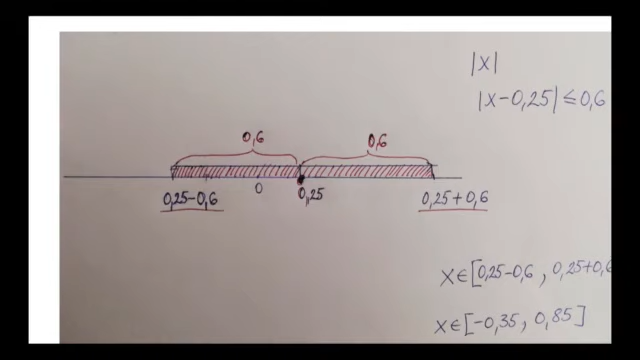 |x|
|x-0,25| ≤ 0,6
0,6 0,6
0,25-0,6 0 0,25 0,25+0,6
x∈[0,25-0,6 , 0,25+0,6
x∈[-0,35 , 0,85]